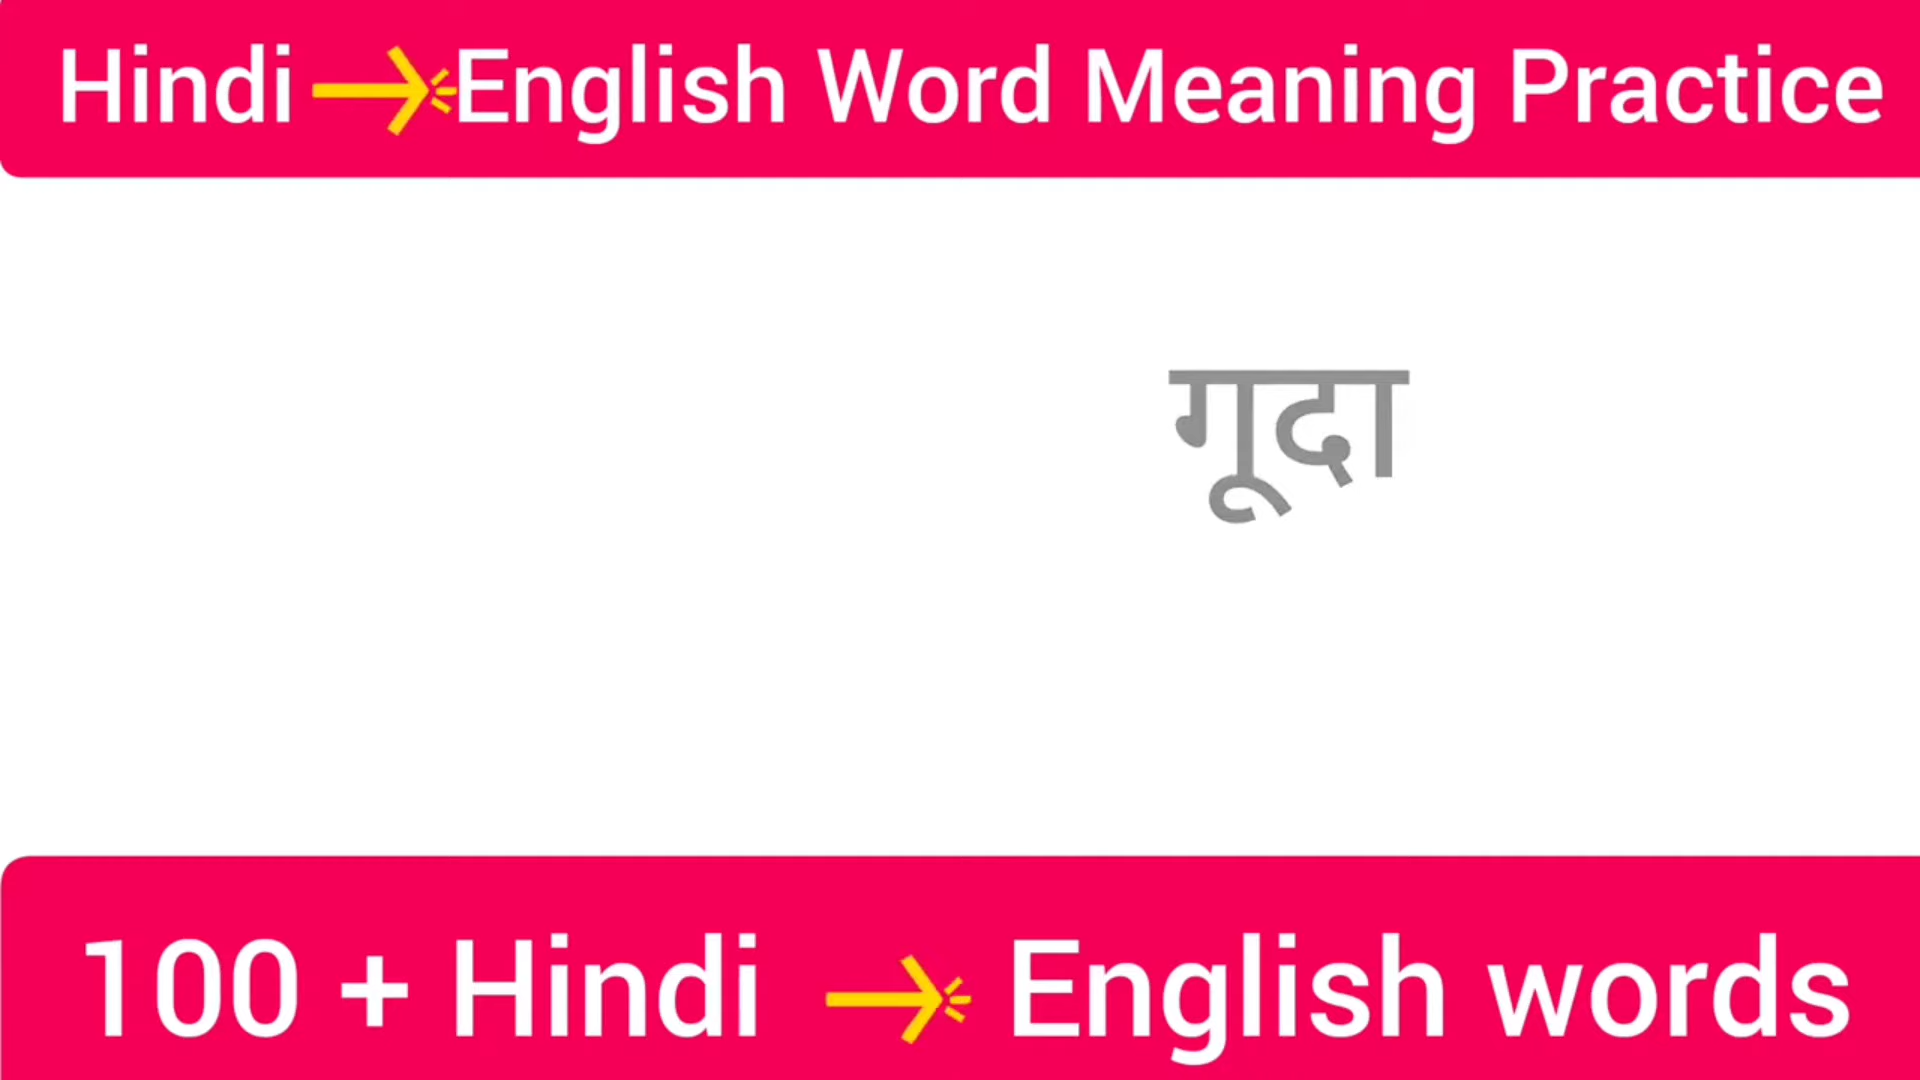 Hindi → English Word Meaning Practice
गूदा
100 + Hindi → English words